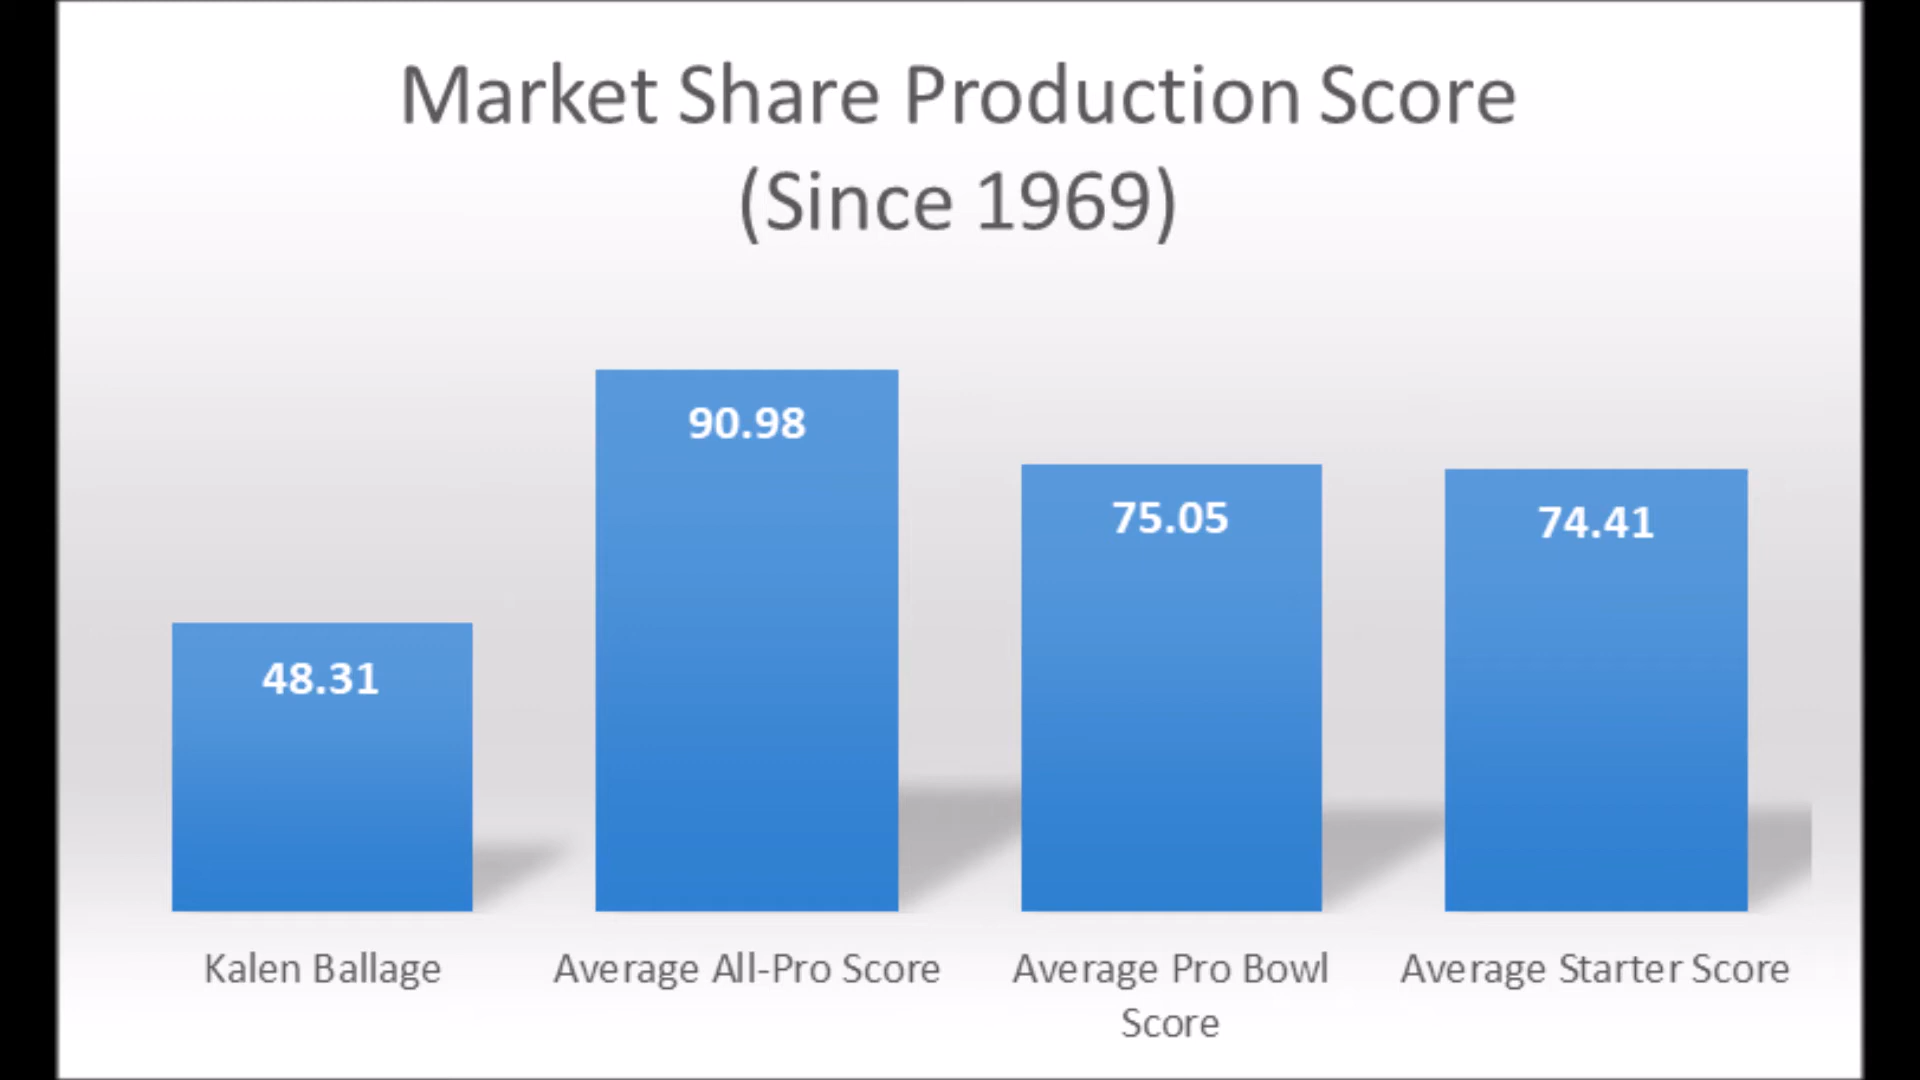 Market Share Production Score
(Since 1969)
90.98
75.05
74.41
48.31
Kalen Ballage
Average All-Pro Score
Average Pro Bowl
Score
Average Starter Score